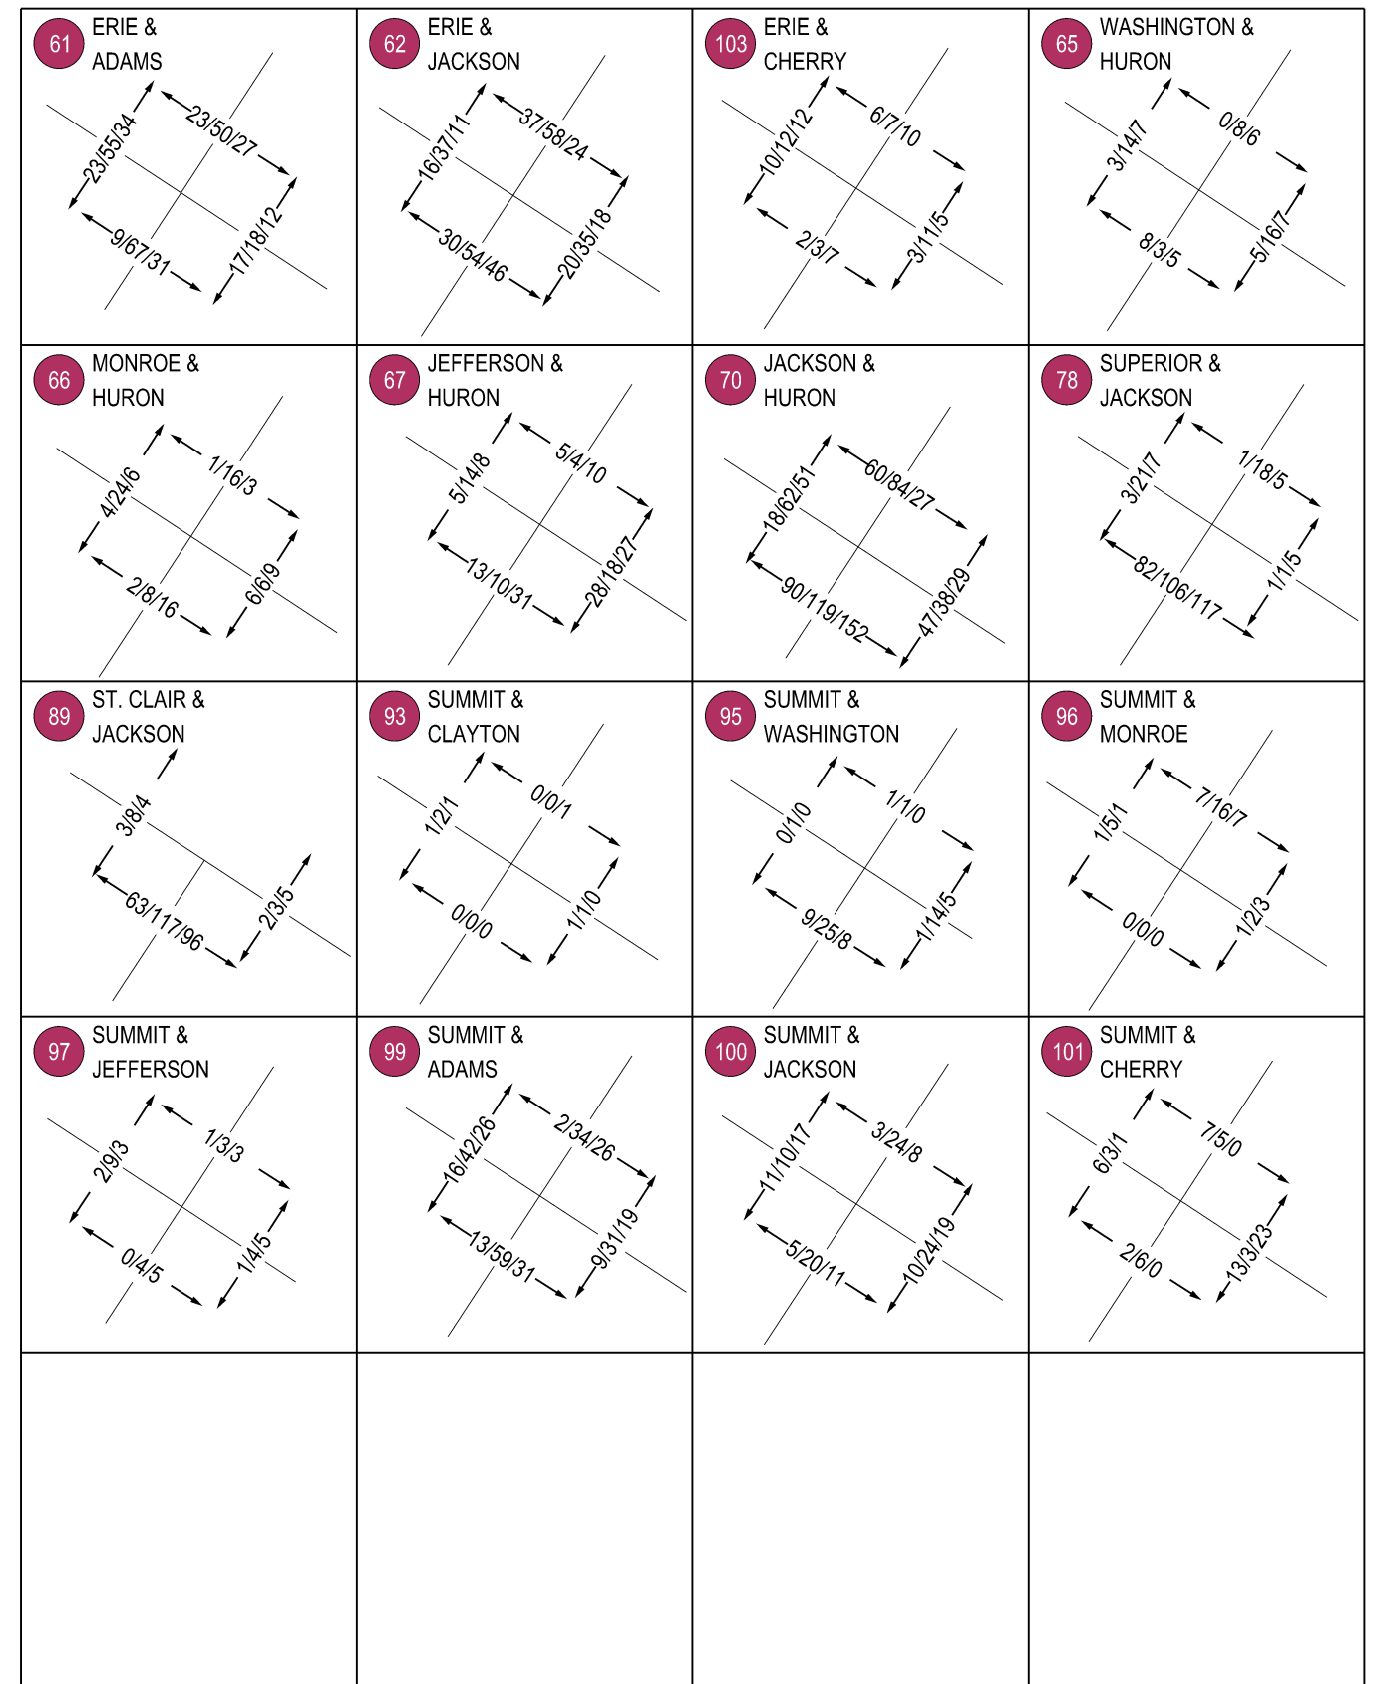 61
ERIE &
ADAMS
23/55/34
23/50/27
9/67/31
17/18/12
62
ERIE &
JACKSON
16/37/11
37/58/24
30/54/46
20/35/18
103
ERIE &
CHERRY
10/12/12
6/7/10
2/3/7
3/11/5
65
WASHINGTON &
HURON
3/14/7
0/8/6
8/3/5
5/16/7
66
MONROE &
HURON
4/24/6
1/16/3
2/8/16
6/6/9
67
JEFFERSON &
HURON
5/14/8
5/4/10
13/10/31
28/18/27
70
JACKSON &
HURON
18/62/51
60/84/27
90/119/152
47/38/29
78
SUPERIOR &
JACKSON
3/21/7
1/18/5
82/106/117
1/1/5
89
ST. CLAIR &
JACKSON
3/8/4
63/117/96
2/3/5
93
SUMMIT &
CLAYTON
1/2/1
0/0/1
0/0/0
1/1/0
95
SUMMIT &
WASHINGTON
0/1/0
1/1/0
9/25/8
1/14/5
96
SUMMIT &
MONROE
1/5/1
7/16/7
0/0/0
1/2/3
97
SUMMIT &
JEFFERSON
2/9/3
1/3/3
0/4/5
1/4/5
99
SUMMIT &
ADAMS
16/42/26
2/34/26
13/59/31
9/31/19
100
SUMMIT &
JACKSON
11/10/17
3/24/8
5/20/11
10/24/19
101
SUMMIT &
CHERRY
6/3/1
7/5/0
2/6/0
13/3/23